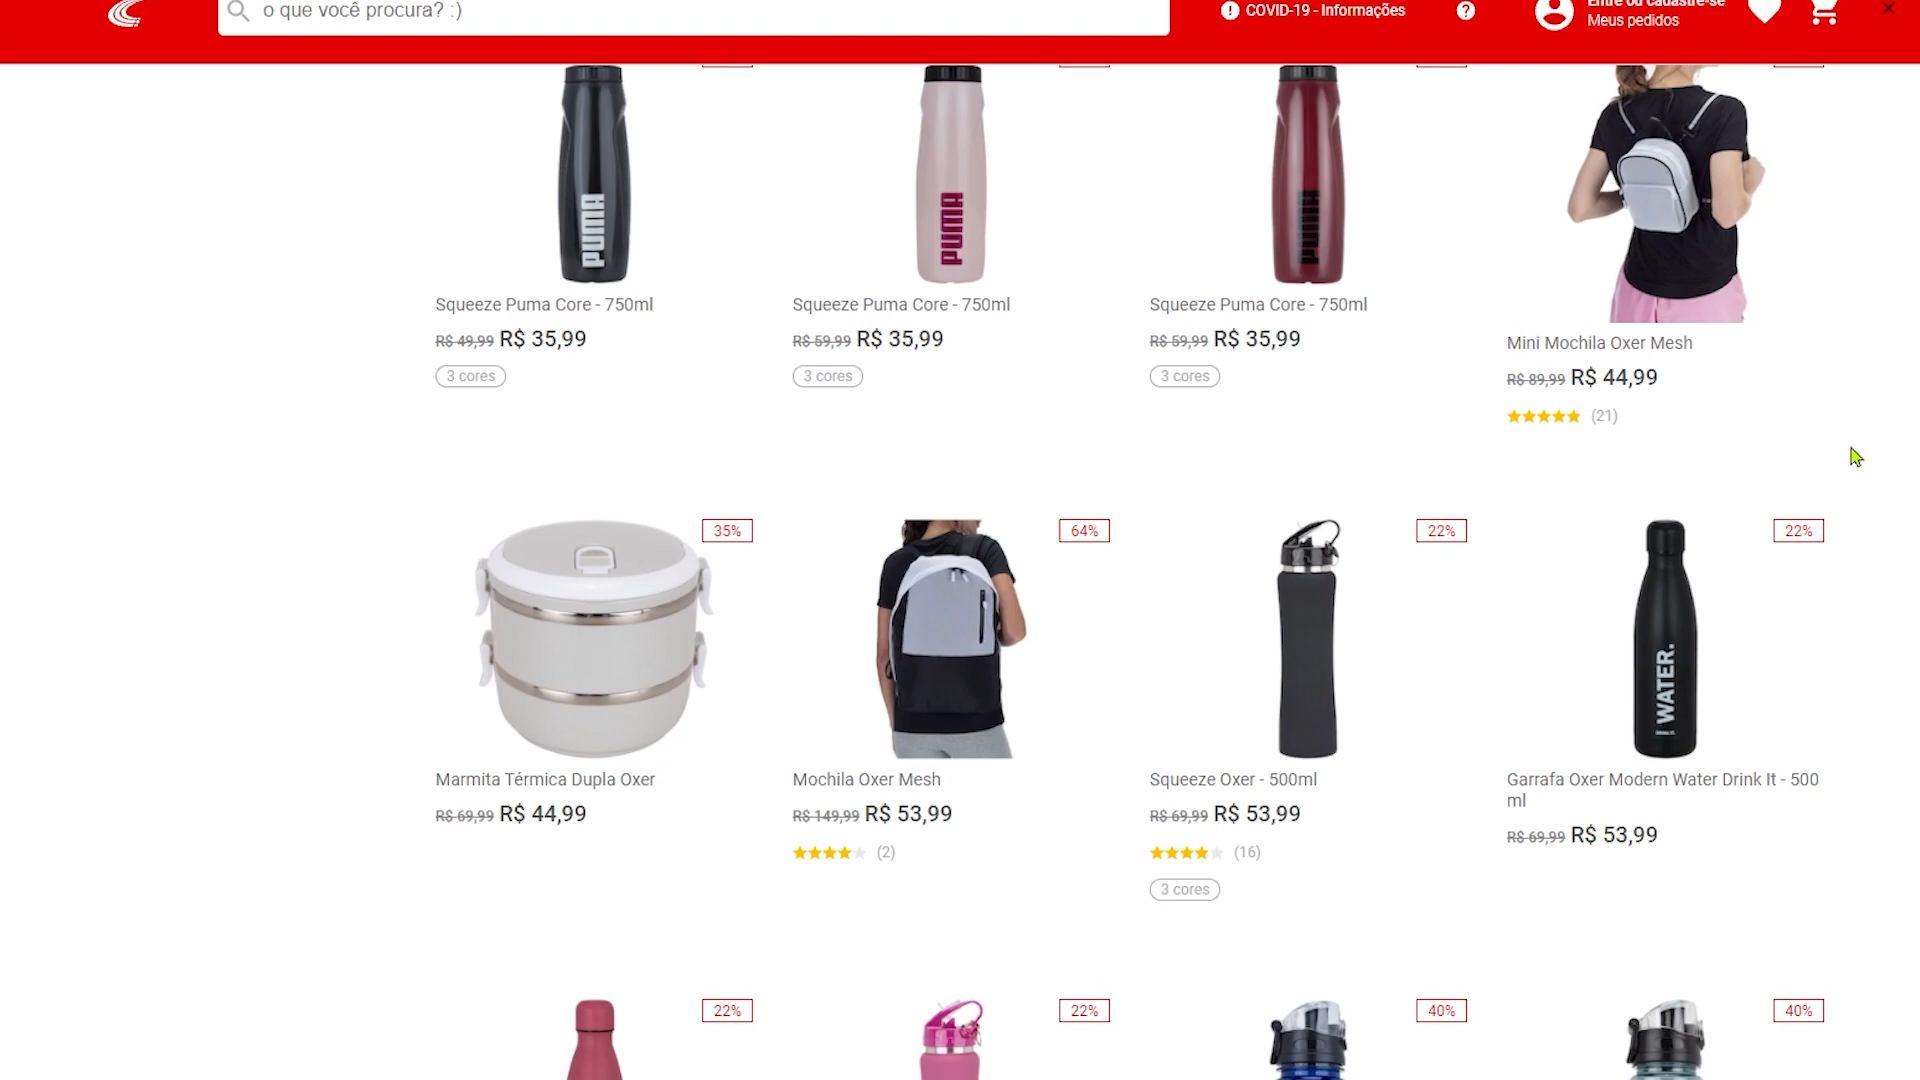 o que você procura? :)
COVID-19 - Informações
Entre ou cadastre-se
Meus pedidos
PUMA
PUMA
PUMA
Squeeze Puma Core - 750ml
R$ 49,99 R$ 35,99
3 cores
Squeeze Puma Core - 750ml
R$ 59,99 R$ 35,99
3 cores
Squeeze Puma Core - 750ml
R$ 59,99 R$ 35,99
3 cores
Mini Mochila Oxer Mesh
R$ 89,99 R$ 44,99
(21)
35%
Marmita Térmica Dupla Oxer
R$ 69,99 R$ 44,99
64%
Mochila Oxer Mesh
R$ 149,99 R$ 53,99
(2)
22%
Squeeze Oxer - 500ml
R$ 69,99 R$ 53,99
(16)
3 cores
22%
WATER.
Garrafa Oxer Modern Water Drink It - 500
ml
R$ 69,99 R$ 53,99
22%
22%
40%
40%